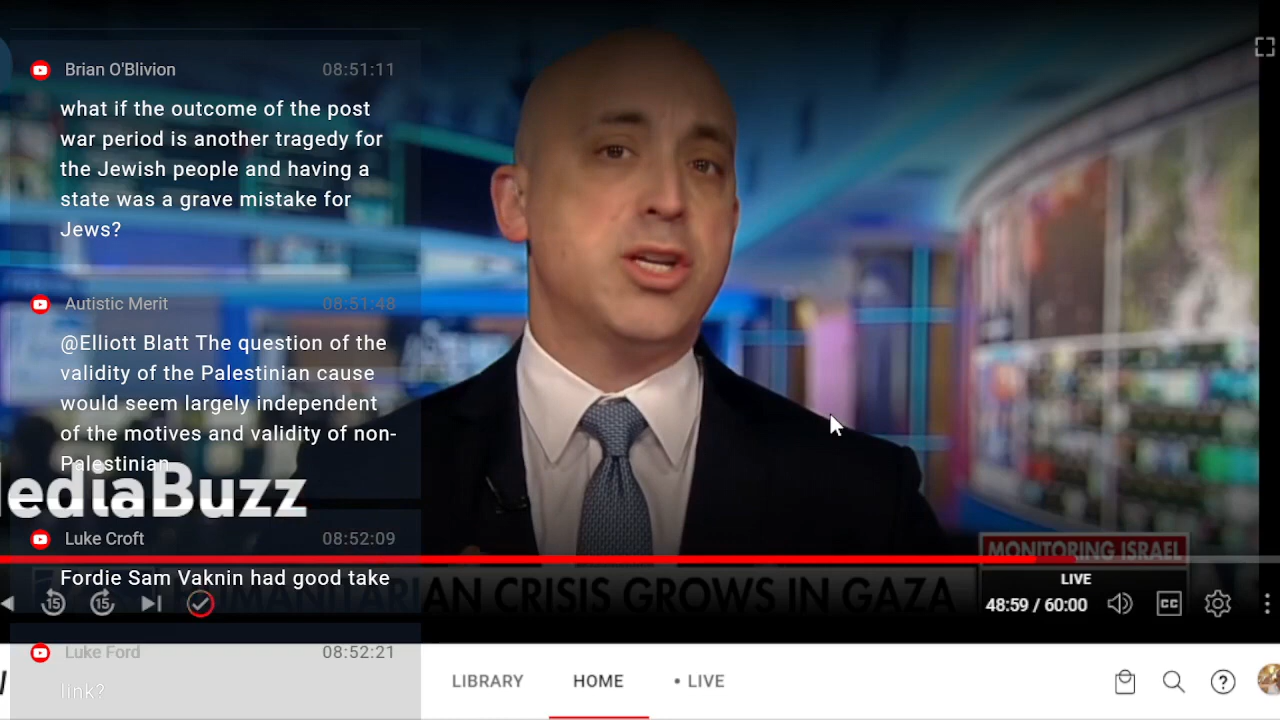 Brian O'Blivion 08:51:11
what if the outcome of the post
war period is another tragedy for
the Jewish people and having a
state was a grave mistake for
Jews?
Autistic Merit 08:51:48
@Elliott Blatt The question of the
validity of the Palestinian cause
would seem largely independent
of the motives and validity of non-
Palestinian
ediaBuzz
Luke Croft 08:52:09
Fordie Sam Vaknin had good take
MONITORING ISRAEL
LIVE
AN CRISIS GROWS IN GAZA
15 15
48:59 / 60:00
CC
Luke Ford 08:52:21
link?
LIBRARY HOME • LIVE